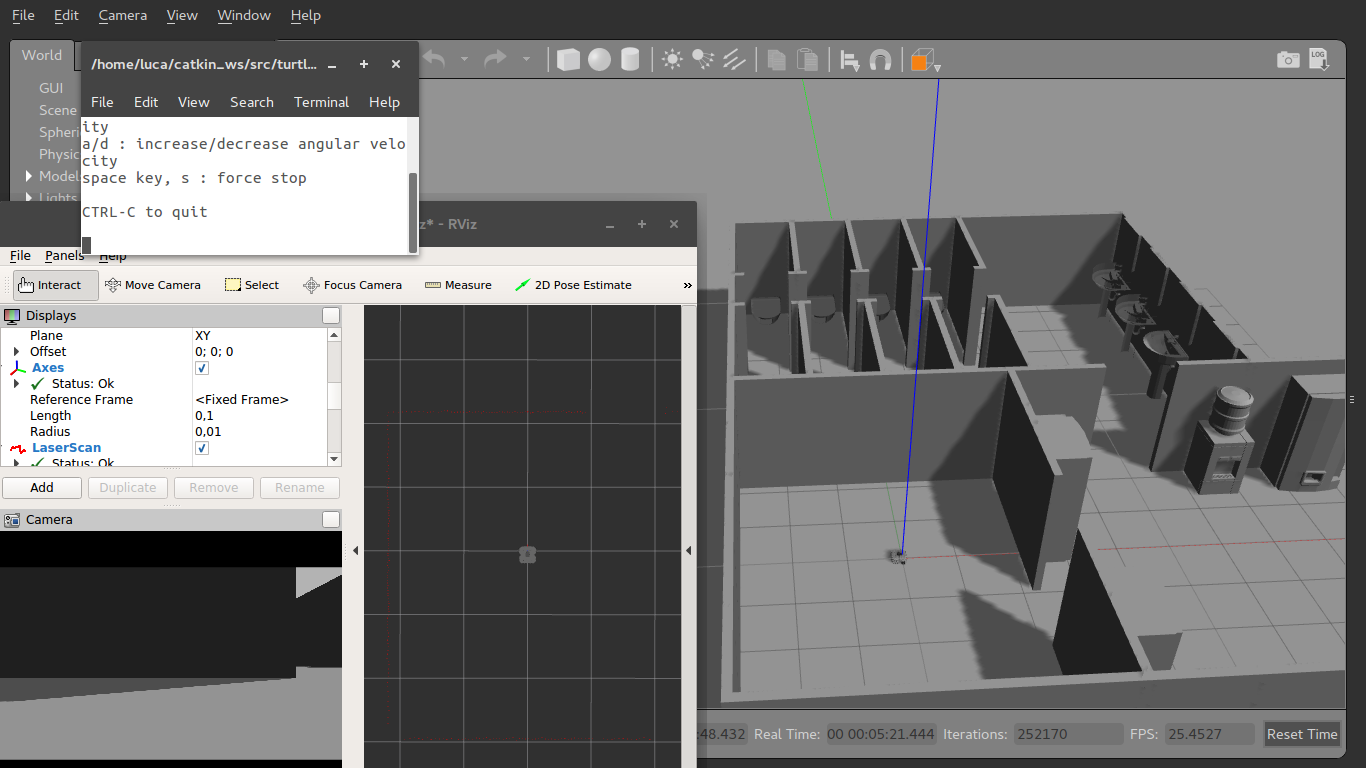 File Edit Camera View Window Help
World
GUI
Scene
Physic
Models
Lights
/home/luca/catkin_ws/src/turtl...
File Edit View Search Terminal Help
ity
a/d : increase/decrease angular velo
city
space key, s : force stop
CTRL-C to quit
LOG
z* - RViz
File Panels Help
Interact Move Camera Select Focus Camera Measure 2D Pose Estimate »
Displays
Plane XY
Offset 0; 0; 0
Axes
Status: Ok
Reference Frame <Fixed Frame>
Length 0,1
Radius 0,01
LaserScan
Status: Ok
Add Duplicate Remove Rename
Camera
:48.432 Real Time: 00 00:05:21.444 Iterations: 252170 FPS: 25.4527 Reset Time